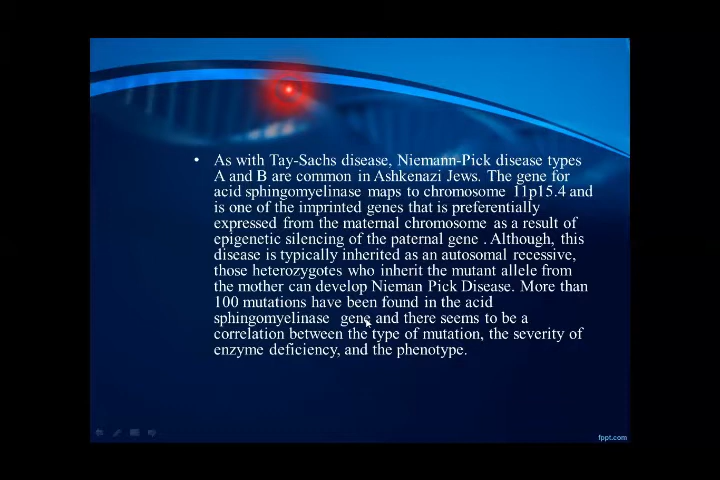 • As with Tay-Sachs disease, Niemann-Pick disease types
A and B are common in Ashkenazi Jews. The gene for
acid sphingomyelinase maps to chromosome 11p15.4 and
is one of the imprinted genes that is preferentially
expressed from the maternal chromosome as a result of
epigenetic silencing of the paternal gene . Although, this
disease is typically inherited as an autosomal recessive,
those heterozygotes who inherit the mutant allele from
the mother can develop Nieman Pick Disease. More than
100 mutations have been found in the acid
sphingomyelinase gene and there seems to be a
correlation between the type of mutation, the severity of
enzyme deficiency, and the phenotype.
fppt.com